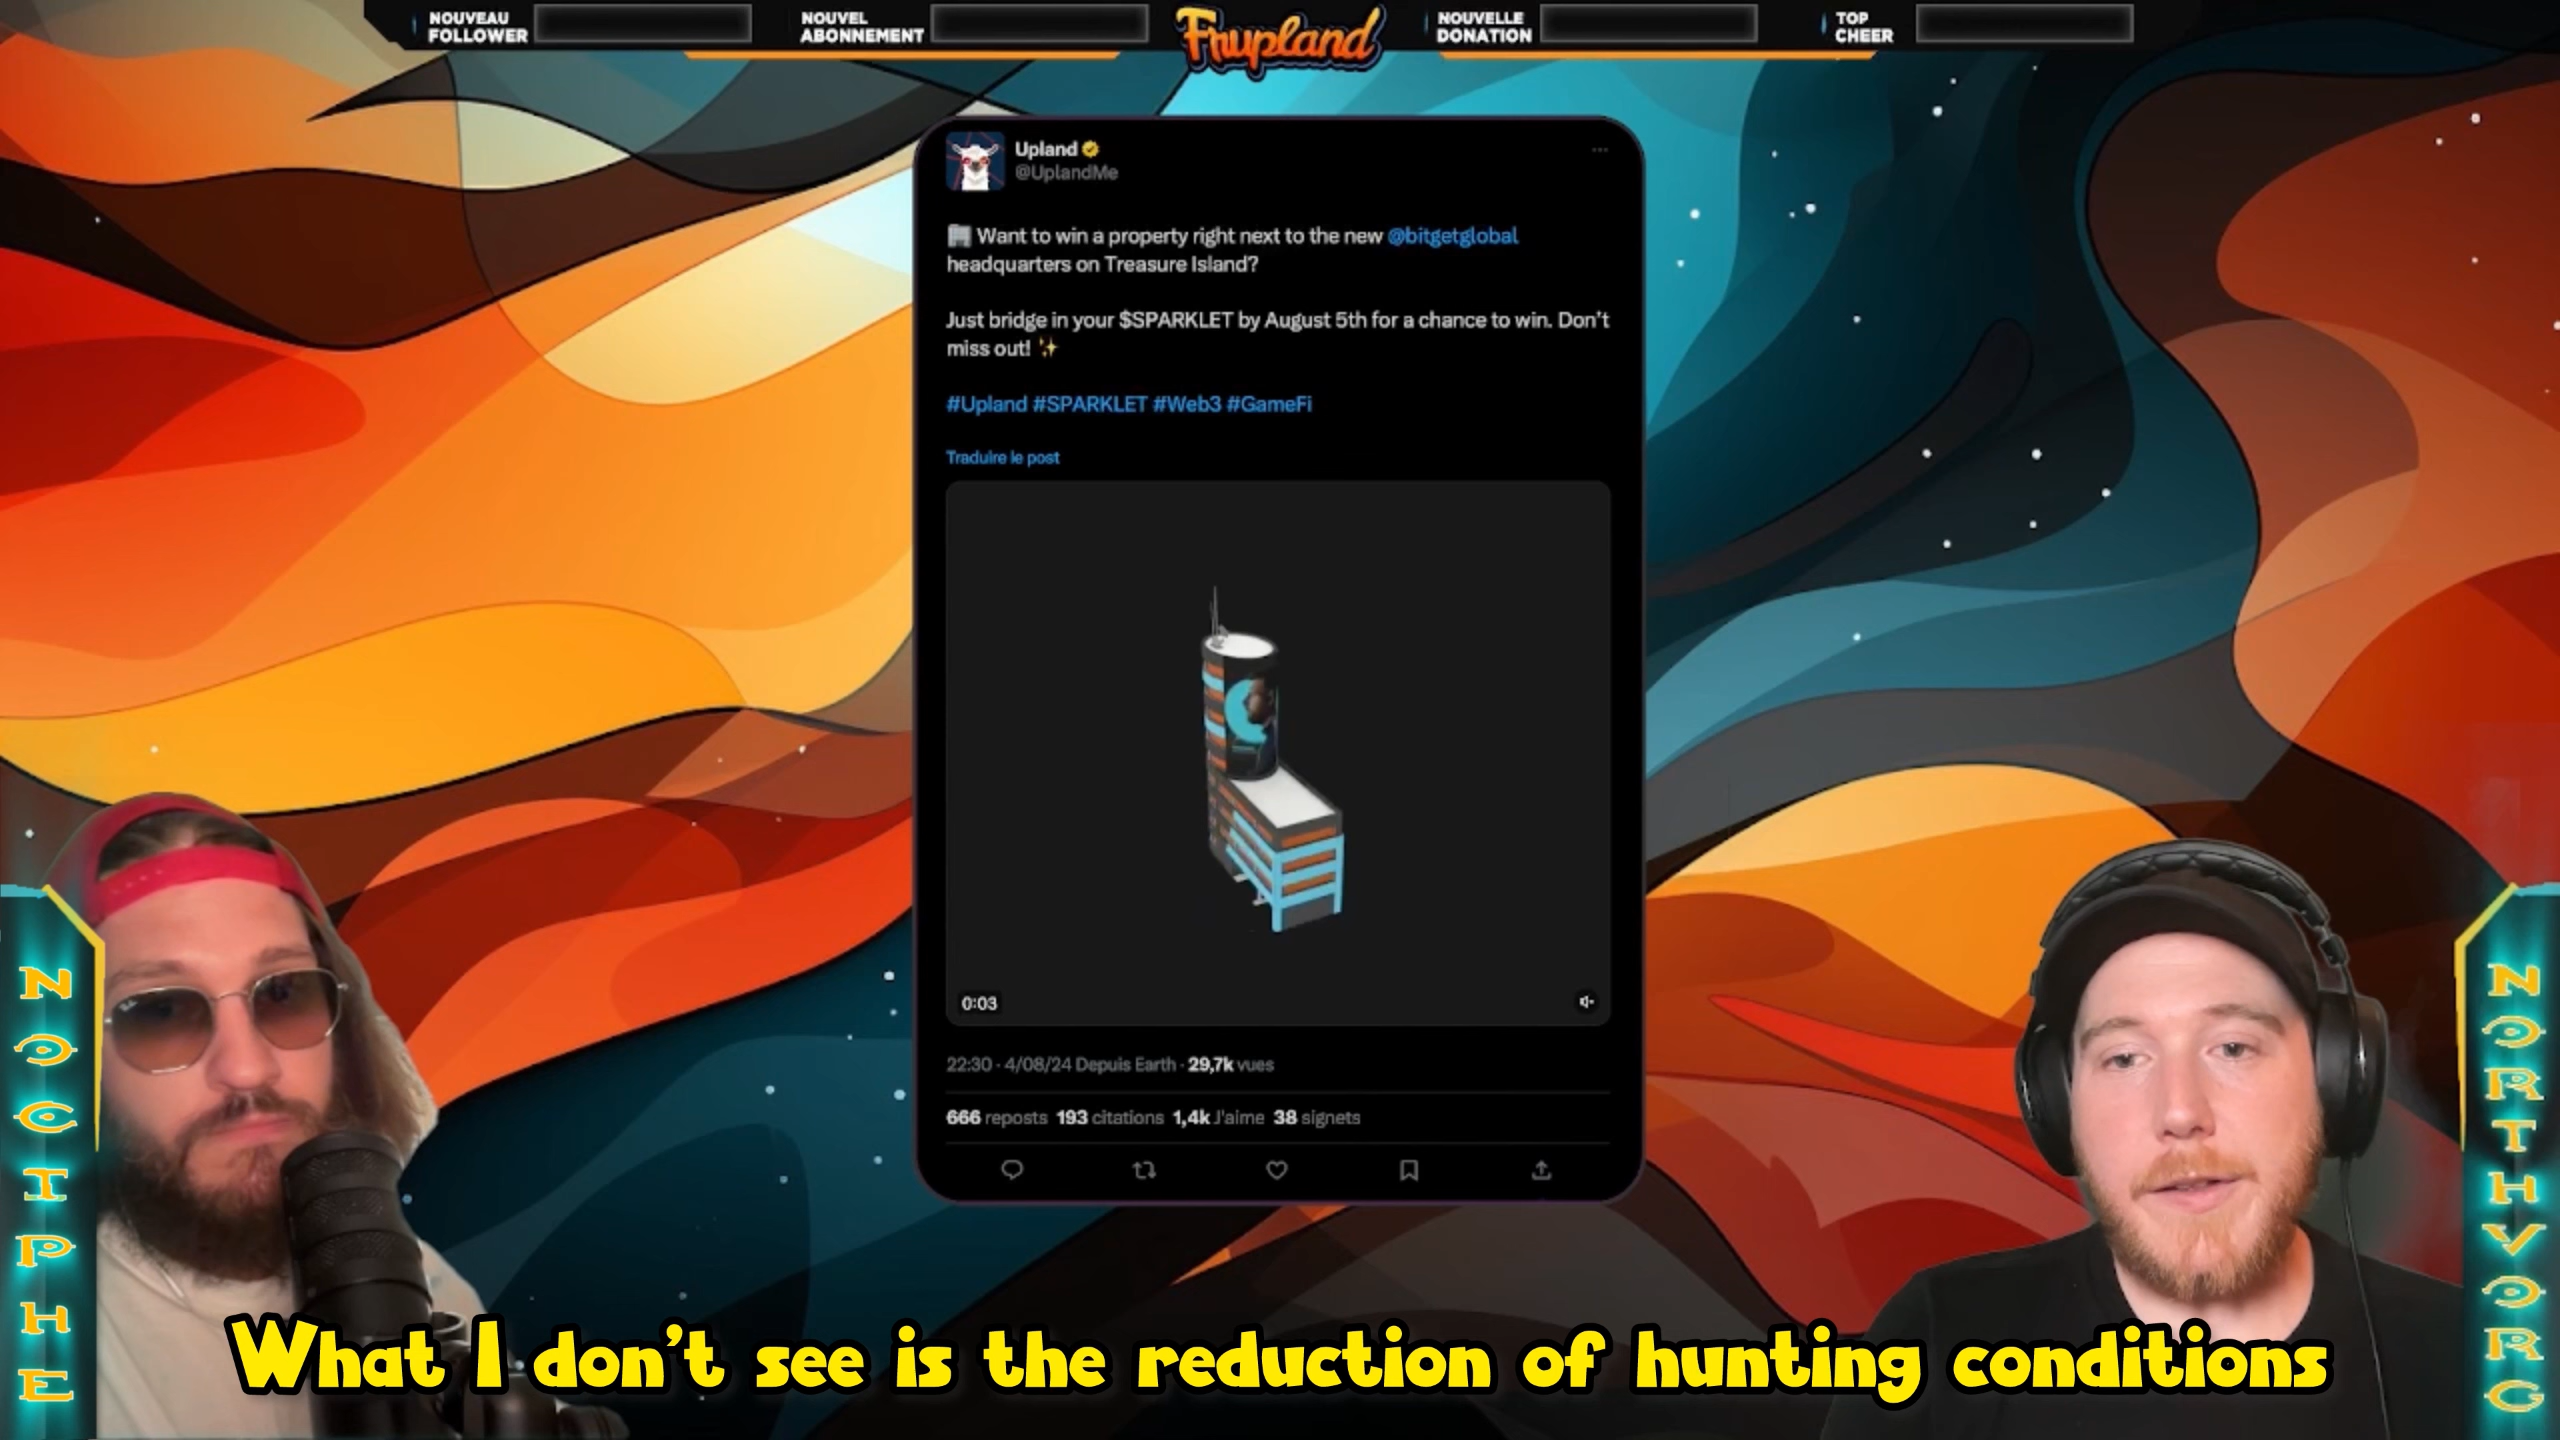 NOUVEAU
FOLLOWER
NOUVEL
ABONNEMENT
Frupland
NOUVELLE
DONATION
TOP
CHEER
Upland
@UplandMe
Want to win a property right next to the new @bitgetglobal
headquarters on Treasure Island?
Just bridge in your $SPARKLET by August 5th for a chance to win. Don't
miss out!
#Upland #SPARKLET #Web3 #GameFi
Traduire le post
0:03
22:30 · 4/08/24 Depuis Earth · 29,7k vues
666 reposts 193 citations 1,4k J'aime 38 signets
NOCIPHE
NORTHVORG
What I don't see is the reduction of hunting conditions